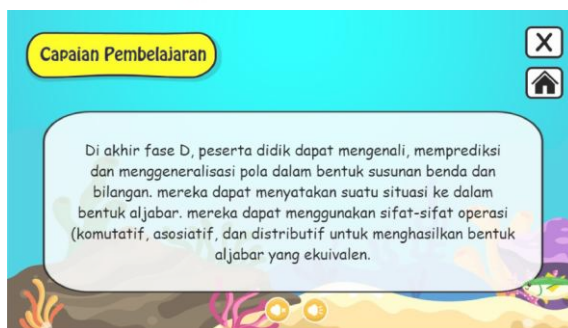 Capaian Pembelajaran
X
Di akhir fase D, peserta didik dapat mengenali, memprediksi
dan menggeneralisasi pola dalam bentuk susunan benda dan
bilangan. mereka dapat menyatakan suatu situasi ke dalam
bentuk aljabar. mereka dapat menggunakan sifat-sifat operasi
(komutatif, asosiatif, dan distributif untuk menghasilkan bentuk
aljabar yang ekuivalen.